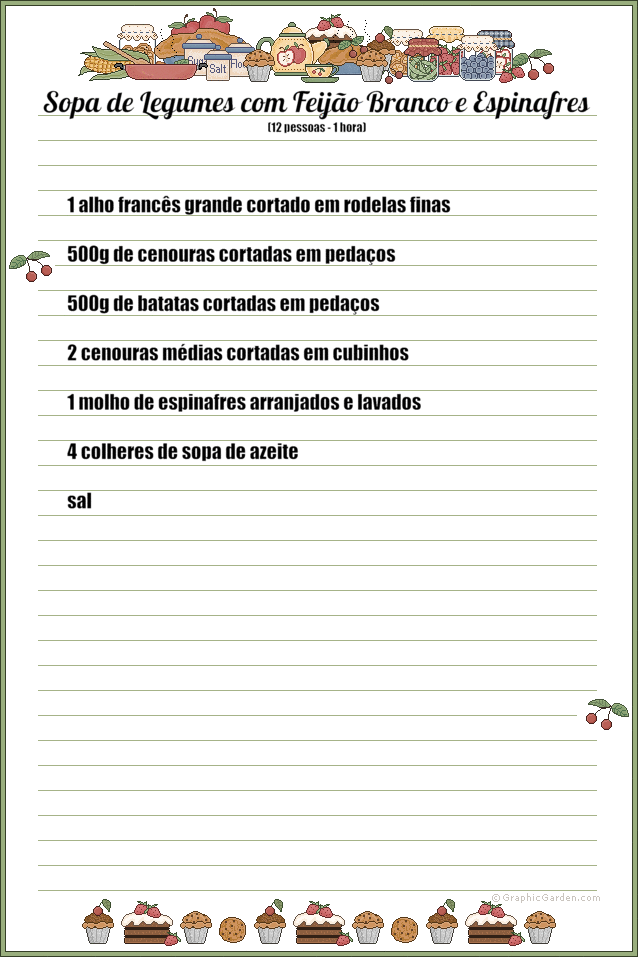 Sugar
Salt
Flour
Sopa de Legumes com Feijão Branco e Espinafres
(12 pessoas - 1 hora)
1 alho francês grande cortado em rodelas finas
500g de cenouras cortadas em pedaços
500g de batatas cortadas em pedaços
2 cenouras médias cortadas em cubinhos
1 molho de espinafres arranjados e lavados
4 colheres de sopa de azeite
sal
© GraphicGarden.com